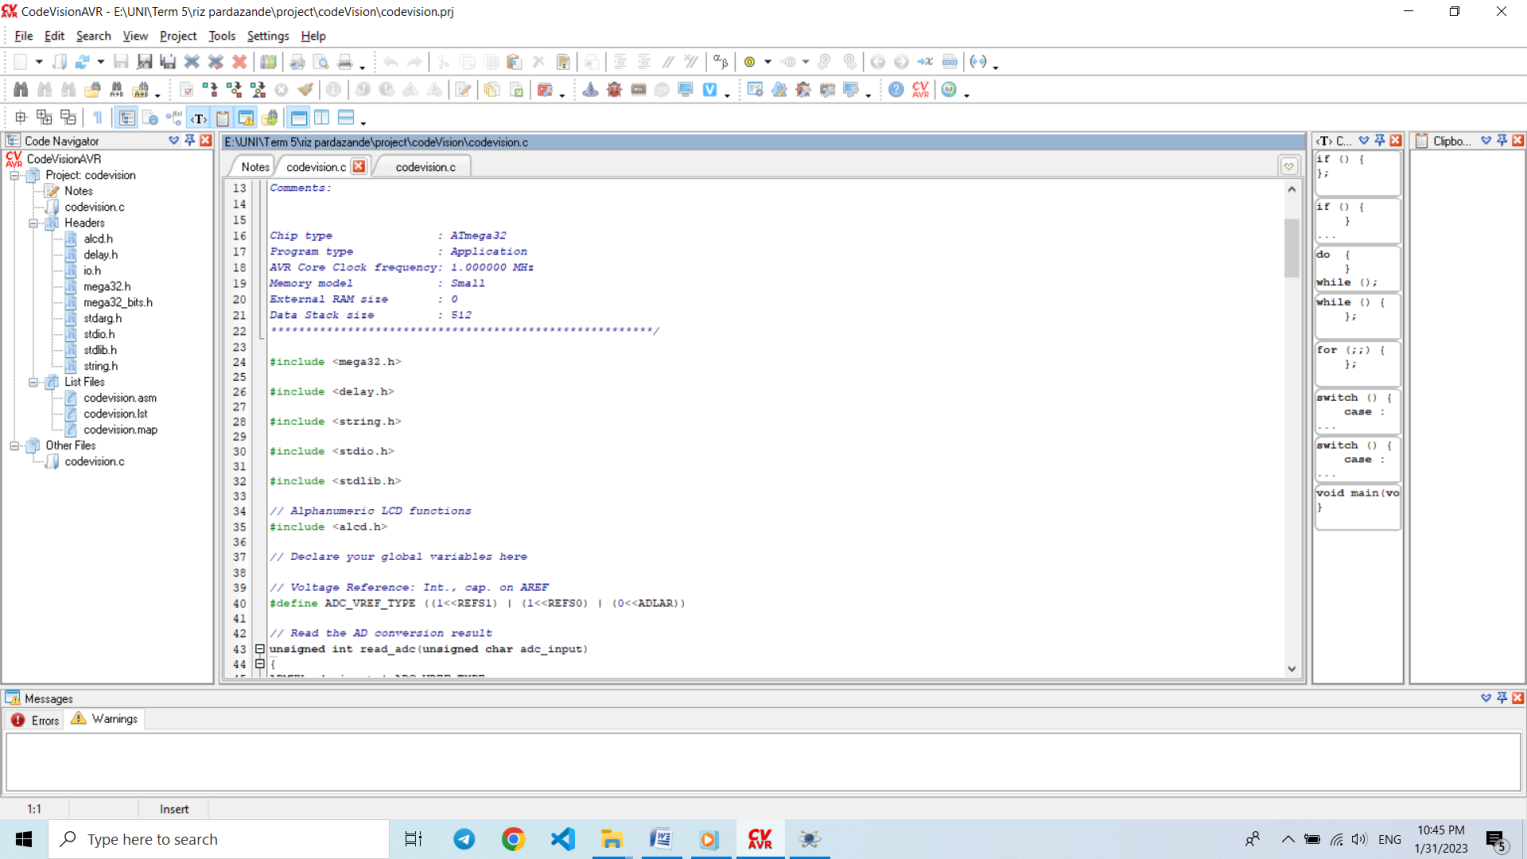 CodeVisionAVR - E:\UNI\Term 5\riz pardazande\project\codeVision\codevision.prj
File Edit Search View Project Tools Settings Help
Code Navigator
CodeVisionAVR
Project: codevision
Notes
codevision.c
Headers
alcd.h
delay.h
io.h
mega32.h
mega32_bits.h
stdarg.h
stdio.h
stdlib.h
string.h
List Files
codevision.asm
codevision.lst
codevision.map
Other Files
codevision.c
E:\UNI\Term 5\riz pardazande\project\codeVision\codevision.c
Notes codevision.c codevision.c
13 Comments:
14
15
16 Chip type : ATmega32
17 Program type : Application
18 AVR Core Clock frequency: 1.000000 MHz
19 Memory model : Small
20 External RAM size : 0
21 Data Stack size : 512
22 *******************************************************/
23
24 #include <mega32.h>
25
26 #include <delay.h>
27
28 #include <string.h>
29
30 #include <stdio.h>
31
32 #include <stdlib.h>
33
34 // Alphanumeric LCD functions
35 #include <alcd.h>
36
37 // Declare your global variables here
38
39 // Voltage Reference: Int., cap. on AREF
40 #define ADC_VREF_TYPE ((1<<REFS1) | (1<<REFS0) | (0<<ADLAR))
41
42 // Read the AD conversion result
43 unsigned int read_adc(unsigned char adc_input)
44 {
<T> C...
if () {
};
if () {
}
...
do {
}
while ();
while () {
};
for (;;) {
};
switch () {
case :
...
switch () {
case :
...
void main(vo
}
Clipbo...
Messages
Errors Warnings
1:1 Insert
Type here to search
CV AVR
ENG
10:45 PM
1/31/2023
5